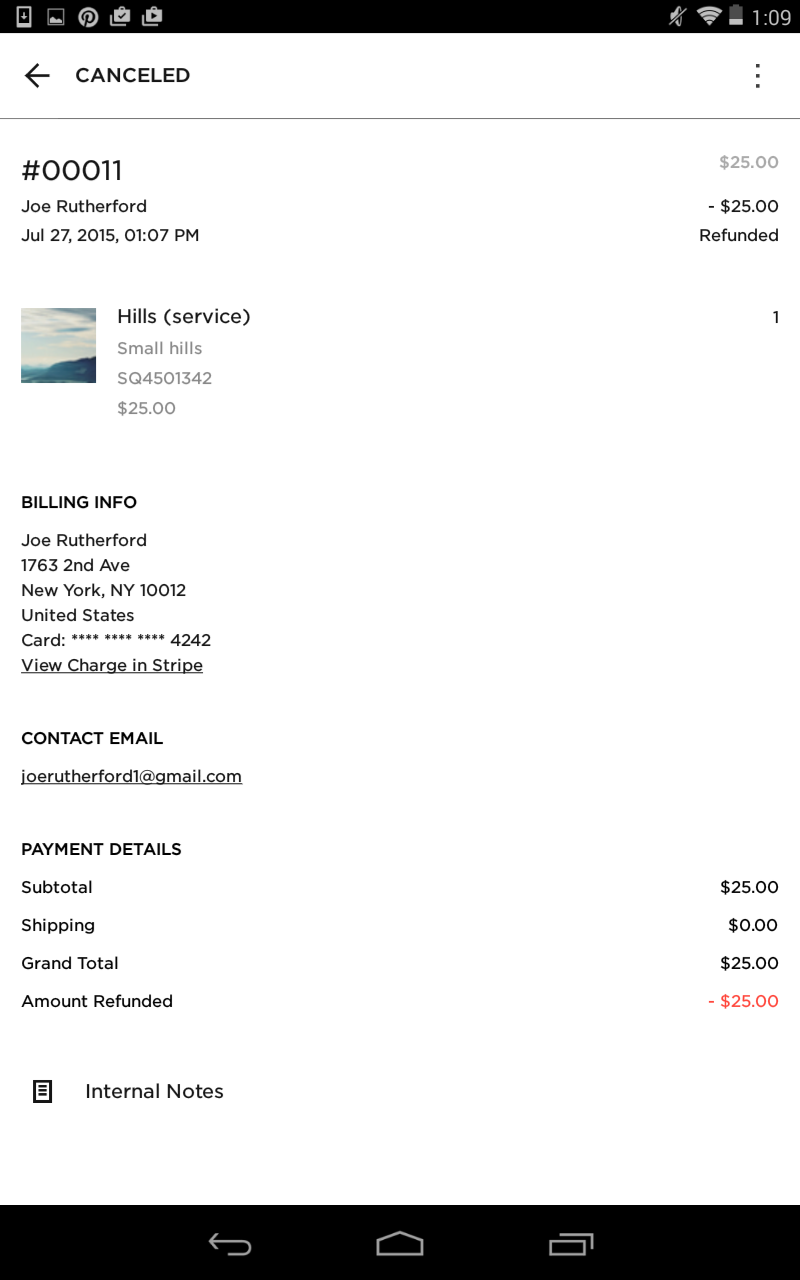 1:09
CANCELED
#00011
$25.00
Joe Rutherford
- $25.00
Jul 27, 2015, 01:07 PM
Refunded
Hills (service)
1
Small hills
SQ4501342
$25.00
BILLING INFO
Joe Rutherford
1763 2nd Ave
New York, NY 10012
United States
Card: **** **** **** 4242
View Charge in Stripe
CONTACT EMAIL
joerutherford1@gmail.com
PAYMENT DETAILS
Subtotal
$25.00
Shipping
$0.00
Grand Total
$25.00
Amount Refunded
- $25.00
Internal Notes